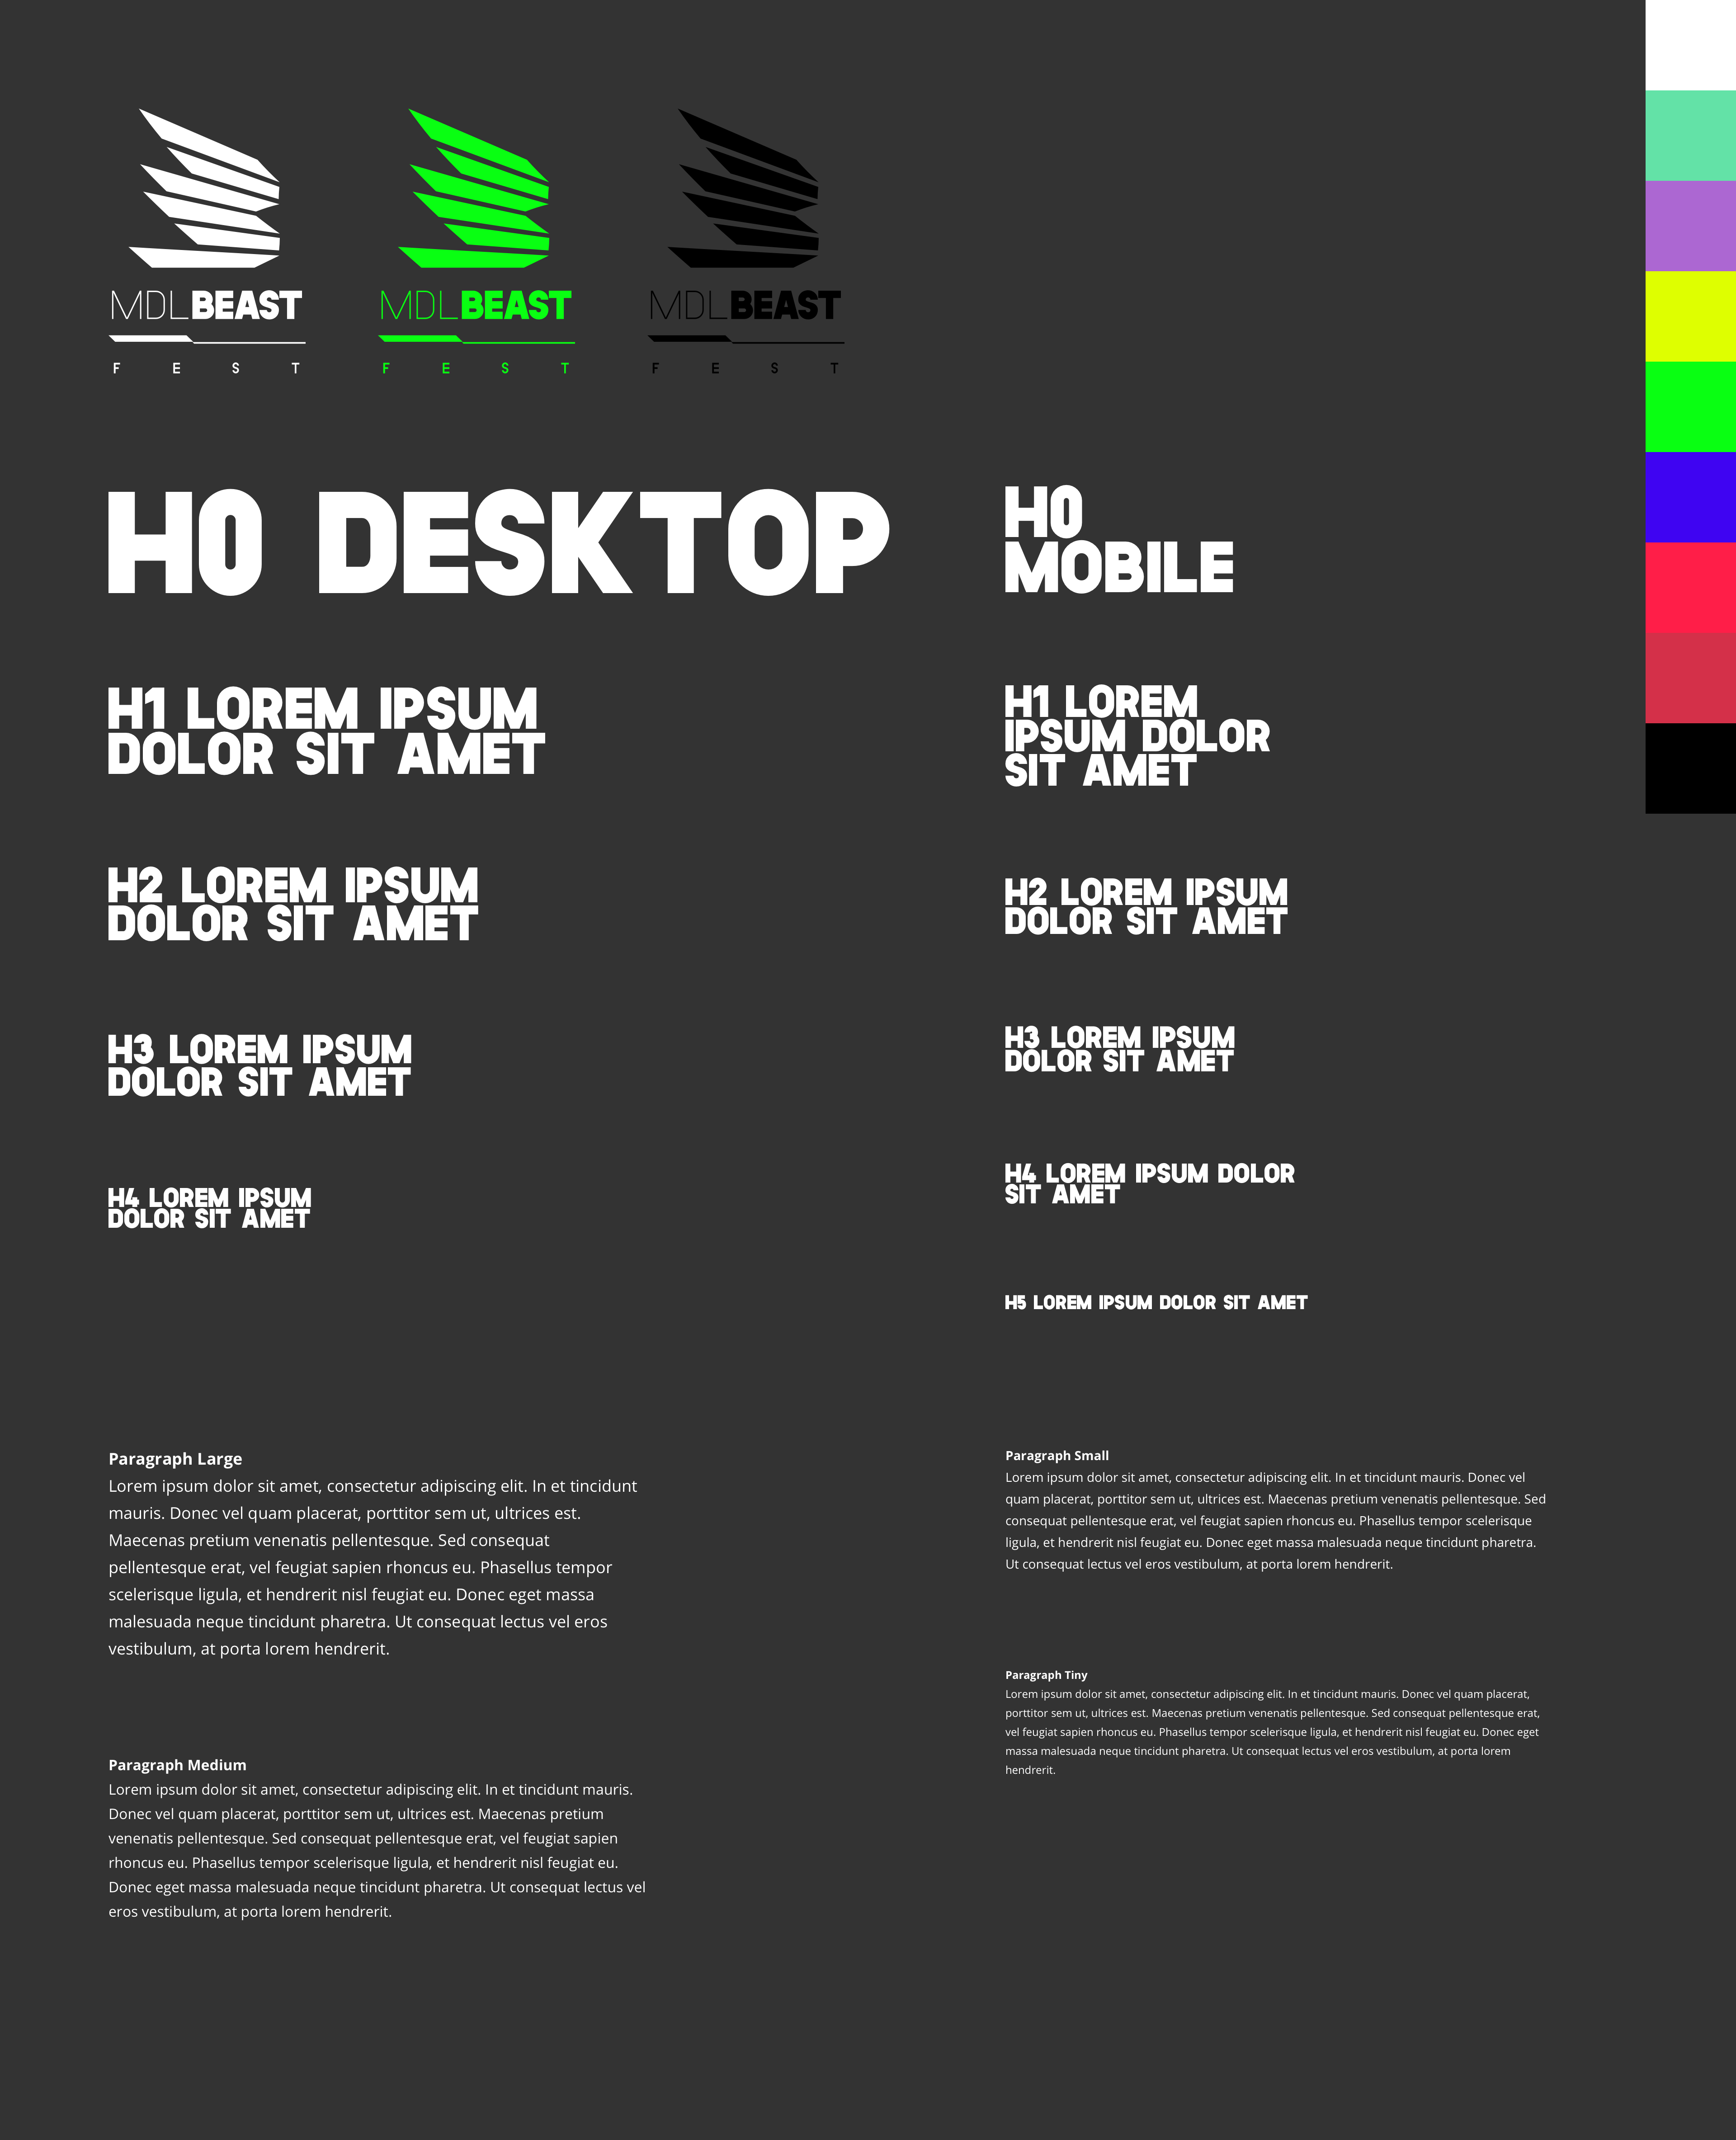 MDLBEAST
F E S T
MDLBEAST
F E S T
MDLBEAST
F E S T
H0 DESKTOP
H0
MOBILE
H1 LOREM IPSUM
DOLOR SIT AMET
H1 LOREM
IPSUM DOLOR
SIT AMET
H2 LOREM IPSUM
DOLOR SIT AMET
H2 LOREM IPSUM
DOLOR SIT AMET
H3 LOREM IPSUM
DOLOR SIT AMET
H3 LOREM IPSUM
DOLOR SIT AMET
H4 LOREM IPSUM
DOLOR SIT AMET
H4 LOREM IPSUM DOLOR
SIT AMET
H5 LOREM IPSUM DOLOR SIT AMET
Paragraph Large
Lorem ipsum dolor sit amet, consectetur adipiscing elit. In et tincidunt
mauris. Donec vel quam placerat, porttitor sem ut, ultrices est.
Maecenas pretium venenatis pellentesque. Sed consequat
pellentesque erat, vel feugiat sapien rhoncus eu. Phasellus tempor
scelerisque ligula, et hendrerit nisl feugiat eu. Donec eget massa
malesuada neque tincidunt pharetra. Ut consequat lectus vel eros
vestibulum, at porta lorem hendrerit.
Paragraph Small
Lorem ipsum dolor sit amet, consectetur adipiscing elit. In et tincidunt mauris. Donec vel
quam placerat, porttitor sem ut, ultrices est. Maecenas pretium venenatis pellentesque. Sed
consequat pellentesque erat, vel feugiat sapien rhoncus eu. Phasellus tempor scelerisque
ligula, et hendrerit nisl feugiat eu. Donec eget massa malesuada neque tincidunt pharetra.
Ut consequat lectus vel eros vestibulum, at porta lorem hendrerit.
Paragraph Medium
Lorem ipsum dolor sit amet, consectetur adipiscing elit. In et tincidunt mauris.
Donec vel quam placerat, porttitor sem ut, ultrices est. Maecenas pretium
venenatis pellentesque. Sed consequat pellentesque erat, vel feugiat sapien
rhoncus eu. Phasellus tempor scelerisque ligula, et hendrerit nisl feugiat eu.
Donec eget massa malesuada neque tincidunt pharetra. Ut consequat lectus vel
eros vestibulum, at porta lorem hendrerit.
Paragraph Tiny
Lorem ipsum dolor sit amet, consectetur adipiscing elit. In et tincidunt mauris. Donec vel quam placerat,
porttitor sem ut, ultrices est. Maecenas pretium venenatis pellentesque. Sed consequat pellentesque erat,
vel feugiat sapien rhoncus eu. Phasellus tempor scelerisque ligula, et hendrerit nisl feugiat eu. Donec eget
massa malesuada neque tincidunt pharetra. Ut consequat lectus vel eros vestibulum, at porta lorem
hendrerit.